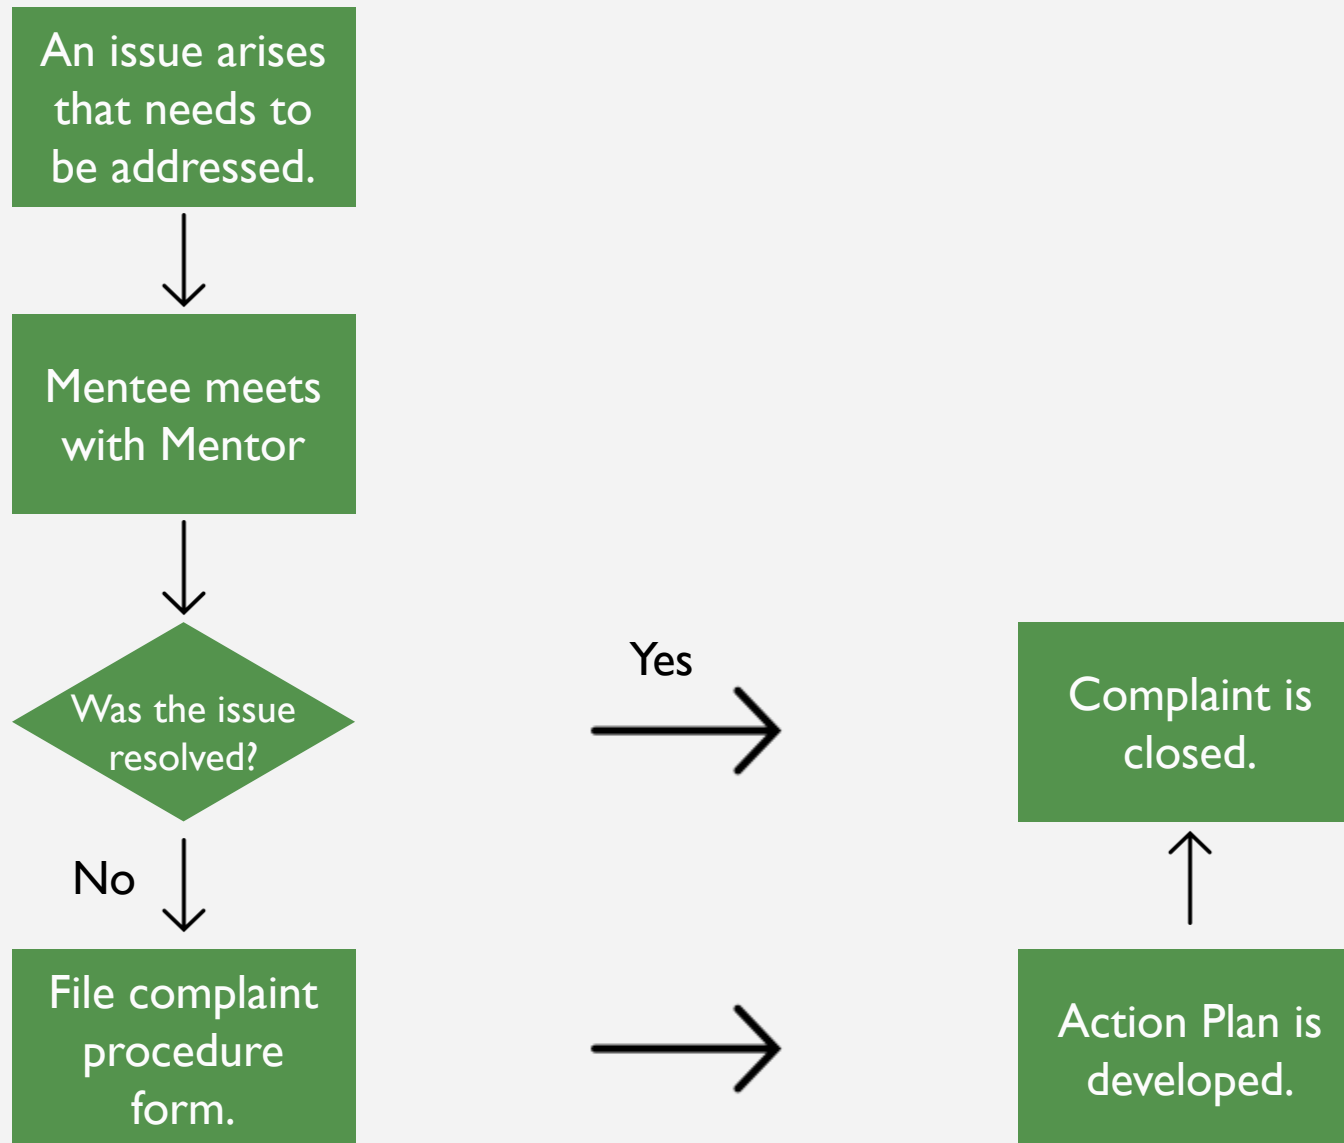 An issue arises
that needs to
be addressed.
Mentee meets
with Mentor
Was the issue
resolved?
Yes
Complaint is
closed.
No
File complaint
procedure
form.
Action Plan is
developed.